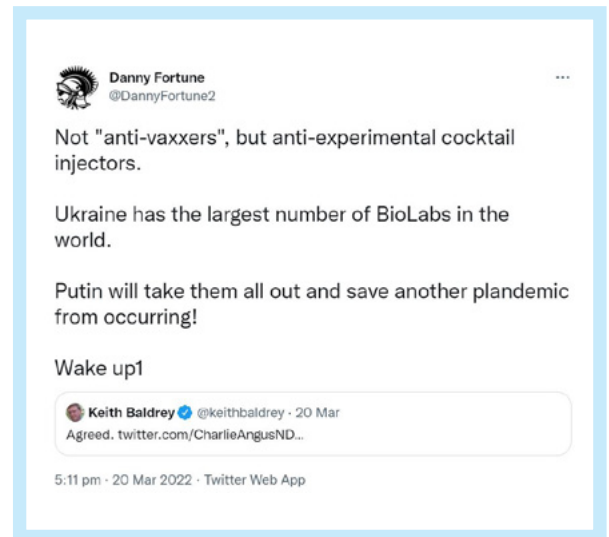 Danny Fortune
@DannyFortune2
Not "anti-vaxxers", but anti-experimental cocktail
injectors.
Ukraine has the largest number of BioLabs in the
world.
Putin will take them all out and save another plandemic
from occurring!
Wake up1
Keith Baldrey @keithbaldrey · 20 Mar
Agreed. twitter.com/CharlieAngusND...
5:11 pm · 20 Mar 2022 · Twitter Web App